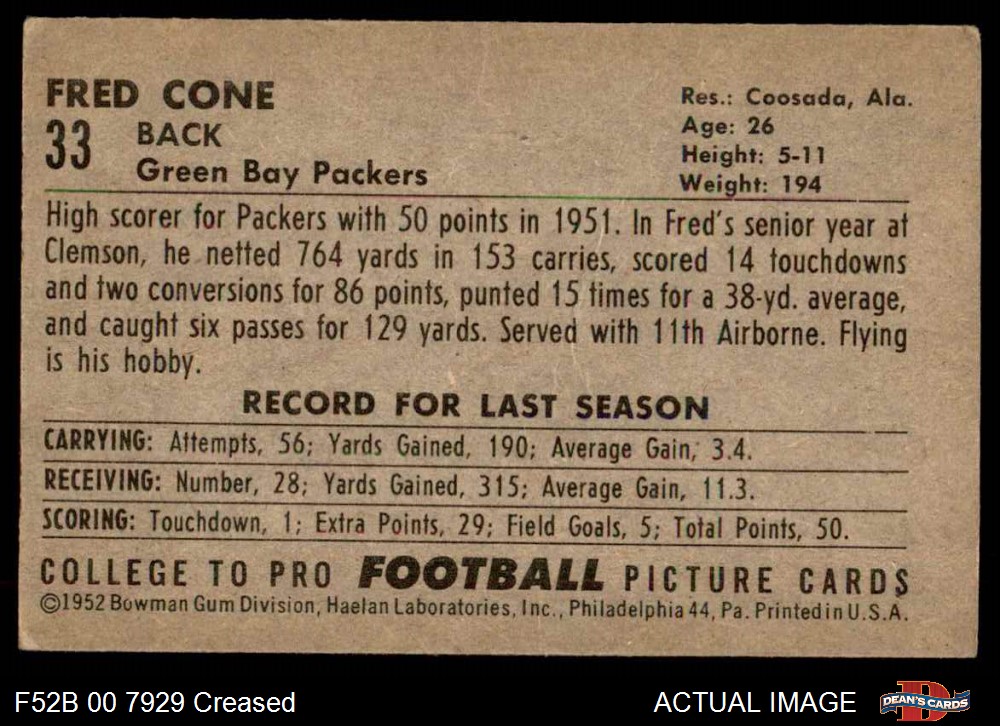 FRED CONE
33 BACK
Green Bay Packers
Res.: Coosada, Ala.
Age: 26
Height: 5-11
Weight: 194
High scorer for Packers with 50 points in 1951. In Fred's senior year at
Clemson, he netted 764 yards in 153 carries, scored 14 touchdowns
and two conversions for 86 points, punted 15 times for a 38-yd. average,
and caught six passes for 129 yards. Served with 11th Airborne. Flying
is his hobby.
RECORD FOR LAST SEASON
CARRYING: Attempts, 56; Yards Gained, 190; Average Gain, 3.4.
RECEIVING: Number, 28; Yards Gained, 315; Average Gain, 11.3.
SCORING: Touchdown, 1; Extra Points, 29; Field Goals, 5; Total Points, 50.
COLLEGE TO PRO FOOTBALL PICTURE CARDS
©1952 Bowman Gum Division, Haelan Laboratories, Inc., Philadelphia 44, Pa. Printed in U.S.A.
F52B 00 7929 Creased
ACTUAL IMAGE
D
DEAN'S CARDS